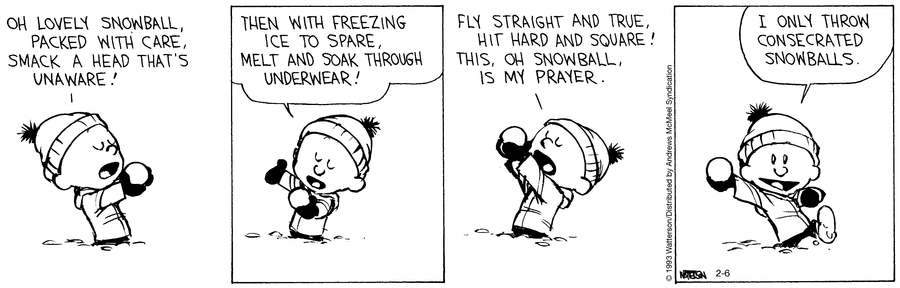 OH LOVELY SNOWBALL,
PACKED WITH CARE,
SMACK A HEAD THAT'S
UNAWARE!
THEN WITH FREEZING
ICE TO SPARE,
MELT AND SOAK THROUGH
UNDERWEAR!
FLY STRAIGHT AND TRUE,
HIT HARD AND SQUARE!
THIS, OH SNOWBALL,
IS MY PRAYER.
I ONLY THROW
CONSECRATED
SNOWBALLS.
© 1993 Watterson/Distributed by Andrews McMeel Syndication
2-6